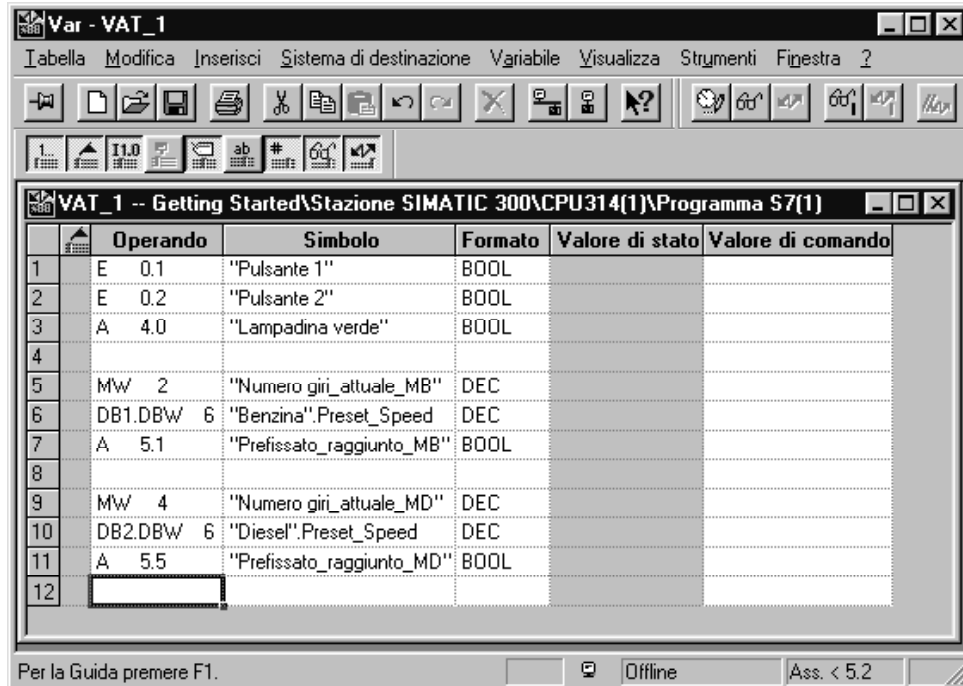 Var - VAT_1
Tabella Modifica Inserisci Sistema di destinazione Variabile Visualizza Strumenti Finestra ?
VAT_1 -- Getting Started\Stazione SIMATIC 300\CPU314(1)\Programma S7(1)
Operando Simbolo Formato Valore di stato Valore di comando
1 E 0.1 "Pulsante 1" BOOL
2 E 0.2 "Pulsante 2" BOOL
3 A 4.0 "Lampadina verde" BOOL
4
5 MW 2 "Numero giri_attuale_MB" DEC
6 DB1.DBW 6 "Benzina".Preset_Speed DEC
7 A 5.1 "Prefissato_raggiunto_MB" BOOL
8
9 MW 4 "Numero giri_attuale_MD" DEC
10 DB2.DBW 6 "Diesel".Preset_Speed DEC
11 A 5.5 "Prefissato_raggiunto_MD" BOOL
12
Per la Guida premere F1. Offline Ass. < 5.2